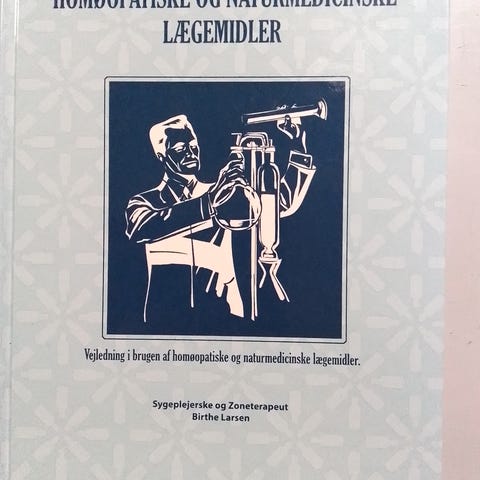 HOMØOPATISKE OG NATURMEDICINSKE
LÆGEMIDLER
Vejledning i brugen af homøopatiske og naturmedicinske lægemidler.
Sygeplejerske og Zoneterapeut
Birthe Larsen